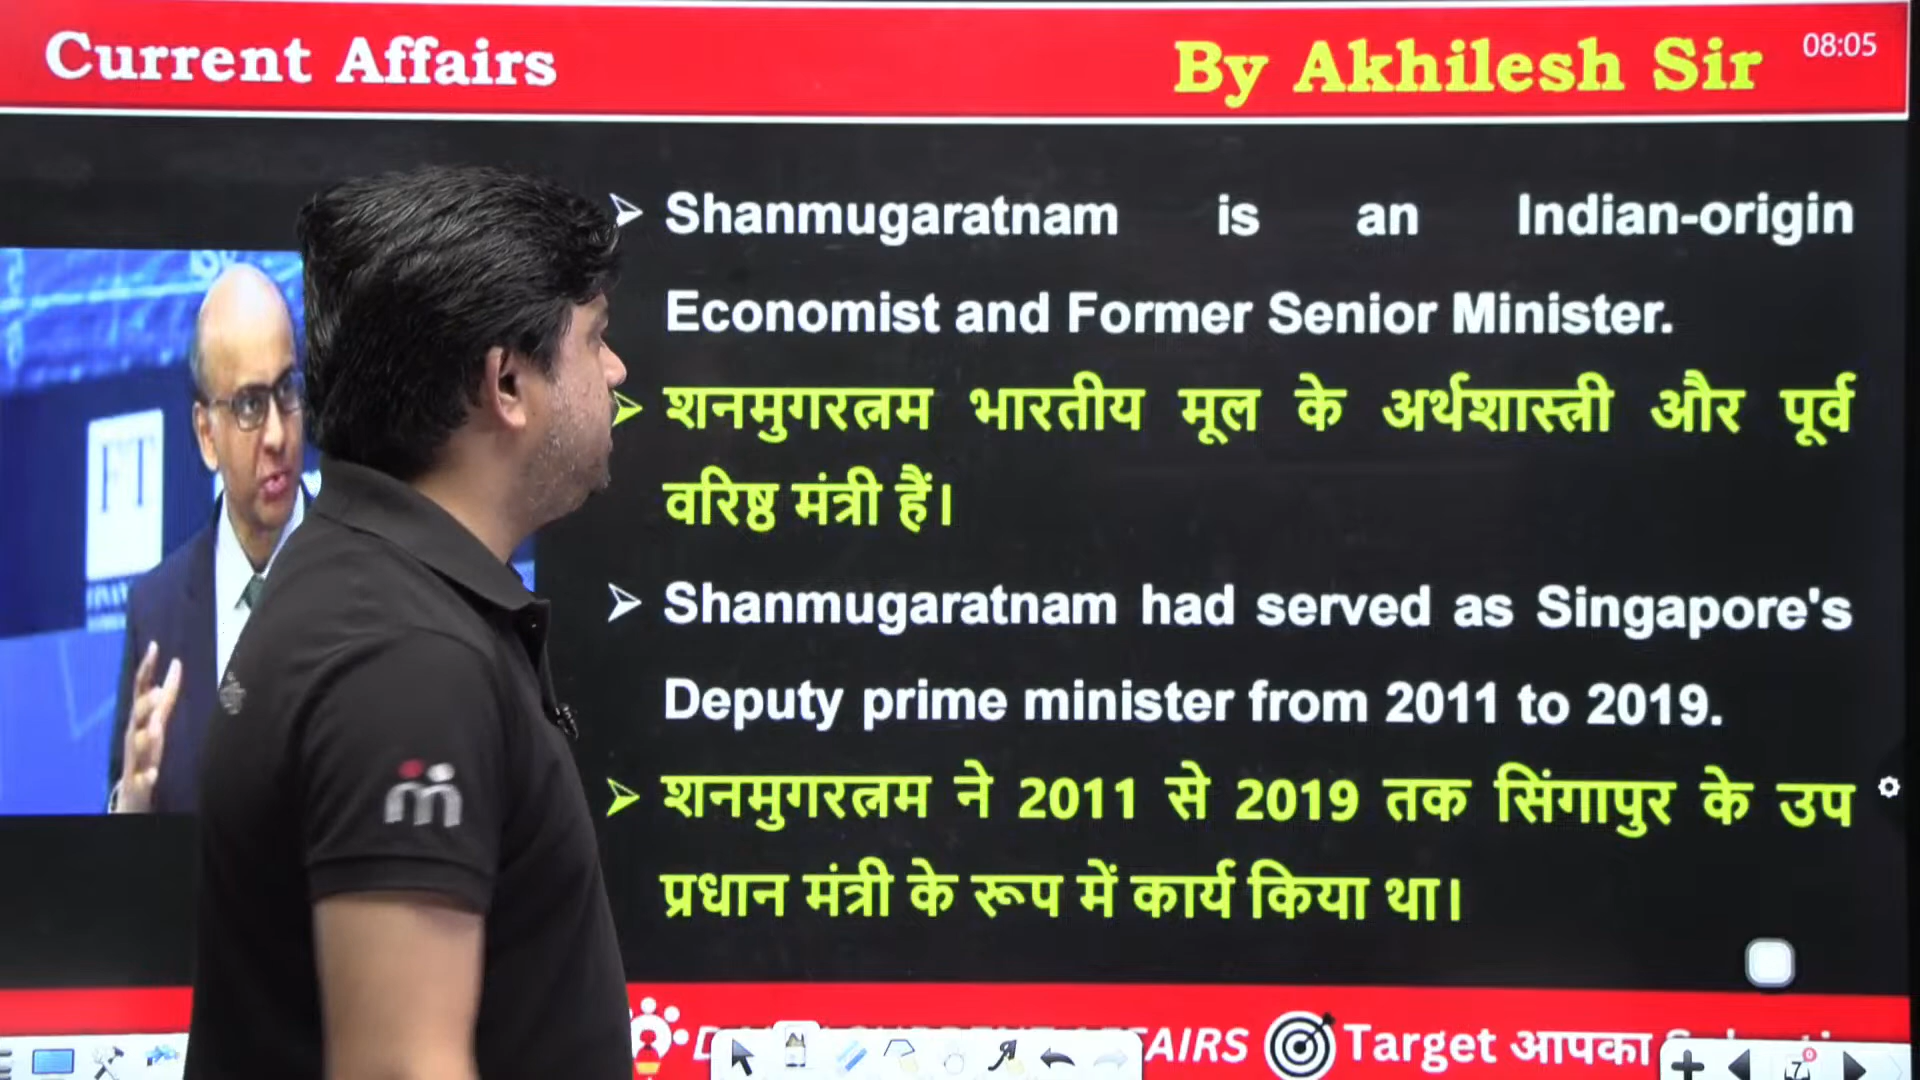 Current Affairs
By Akhilesh Sir
08:05
Shanmugaratnam is an Indian-origin
Economist and Former Senior Minister.
शनमुगरत्नम भारतीय मूल के अर्थशास्त्री और पूर्व
वरिष्ठ मंत्री हैं।
Shanmugaratnam had served as Singapore's
Deputy prime minister from 2011 to 2019.
शनमुगरत्नम ने 2011 से 2019 तक सिंगापुर के उप
प्रधान मंत्री के रूप में कार्य किया था।
FT
Target आपका